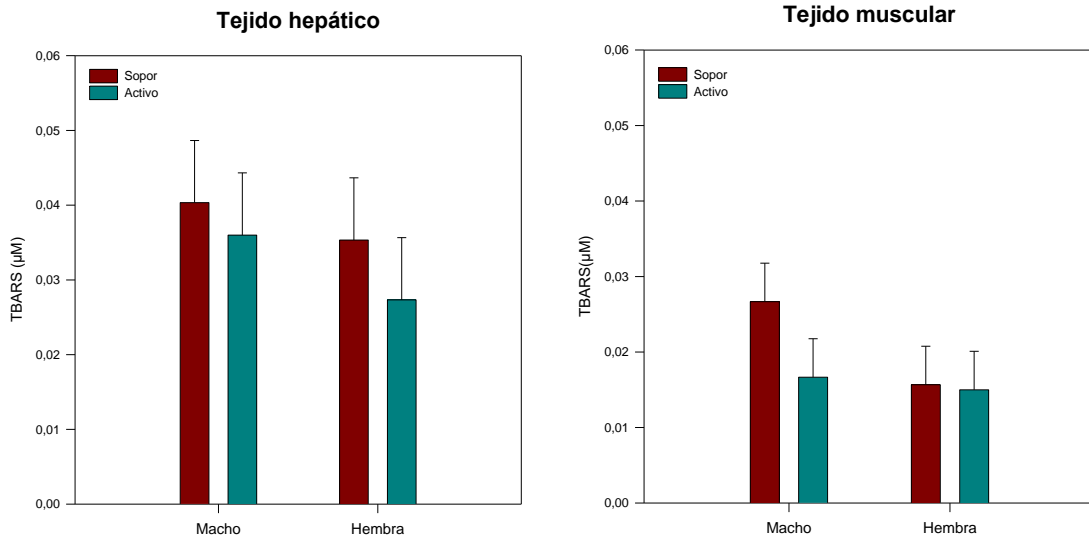 Tejido hepático
0,06
0,05
0,04
0,03
0,02
0,01
0,00
TBARS (µM)
Sopor
Activo
Macho Hembra
Tejido muscular
0,06
0,05
0,04
0,03
0,02
0,01
0,00
TBARS(µM)
Sopor
Activo
Macho Hembra